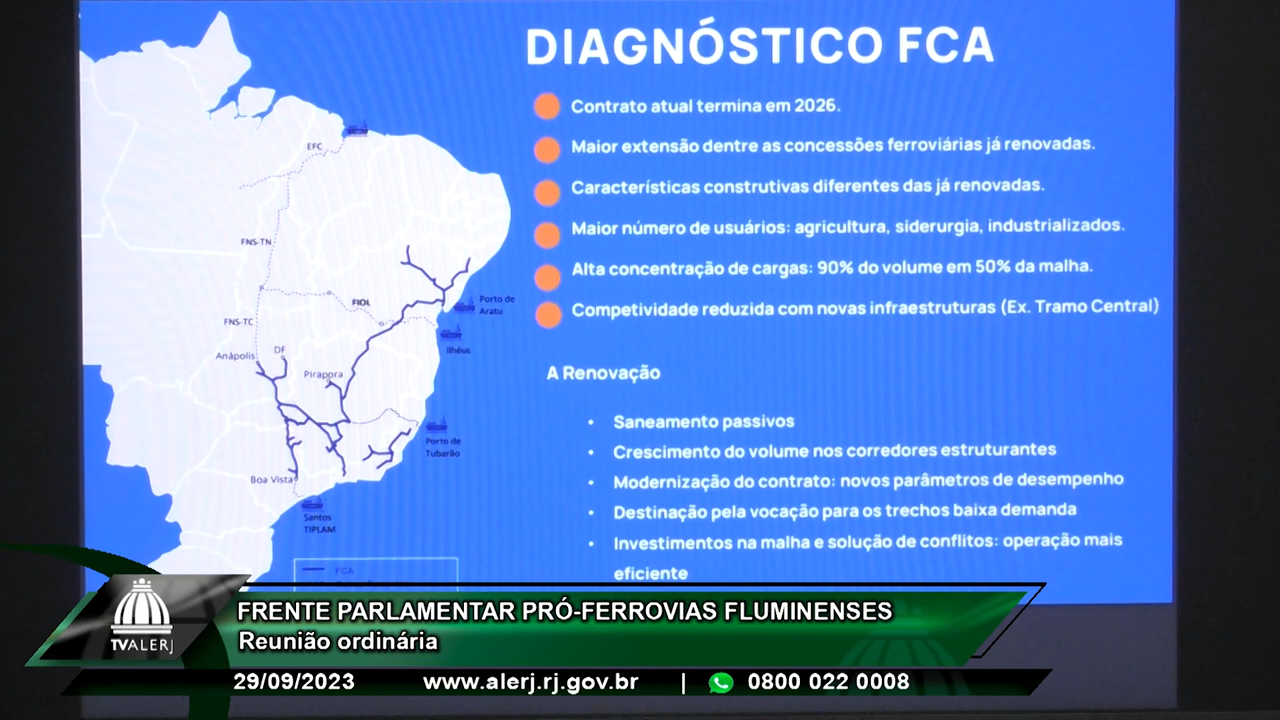 DIAGNÓSTICO FCA
Contrato atual termina em 2026.
Maior extensão dentre as concessões ferroviárias já renovadas.
Características construtivas diferentes das já renovadas.
Maior número de usuários: agricultura, siderurgia, industrializados.
Alta concentração de cargas: 90% do volume em 50% da malha.
Competividade reduzida com novas infraestruturas (Ex. Tramo Central)
A Renovação
• Saneamento passivos
• Crescimento do volume nos corredores estruturantes
• Modernização do contrato: novos parâmetros de desempenho
• Destinação pela vocação para os trechos baixa demanda
• Investimentos na malha e solução de conflitos: operação mais
eficiente
EFC
FNS-TN
FIOL
Porto de
Aratu
FNS-TC
Ilhéus
Anápolis
DF
Pirapora
Porto de
Tubarão
Boa Vista
Santos
TIPLAM
FCA
TVALERJ
FRENTE PARLAMENTAR PRÓ-FERROVIAS FLUMINENSES
Reunião ordinária
29/09/2023 www.alerj.rj.gov.br | 0800 022 0008